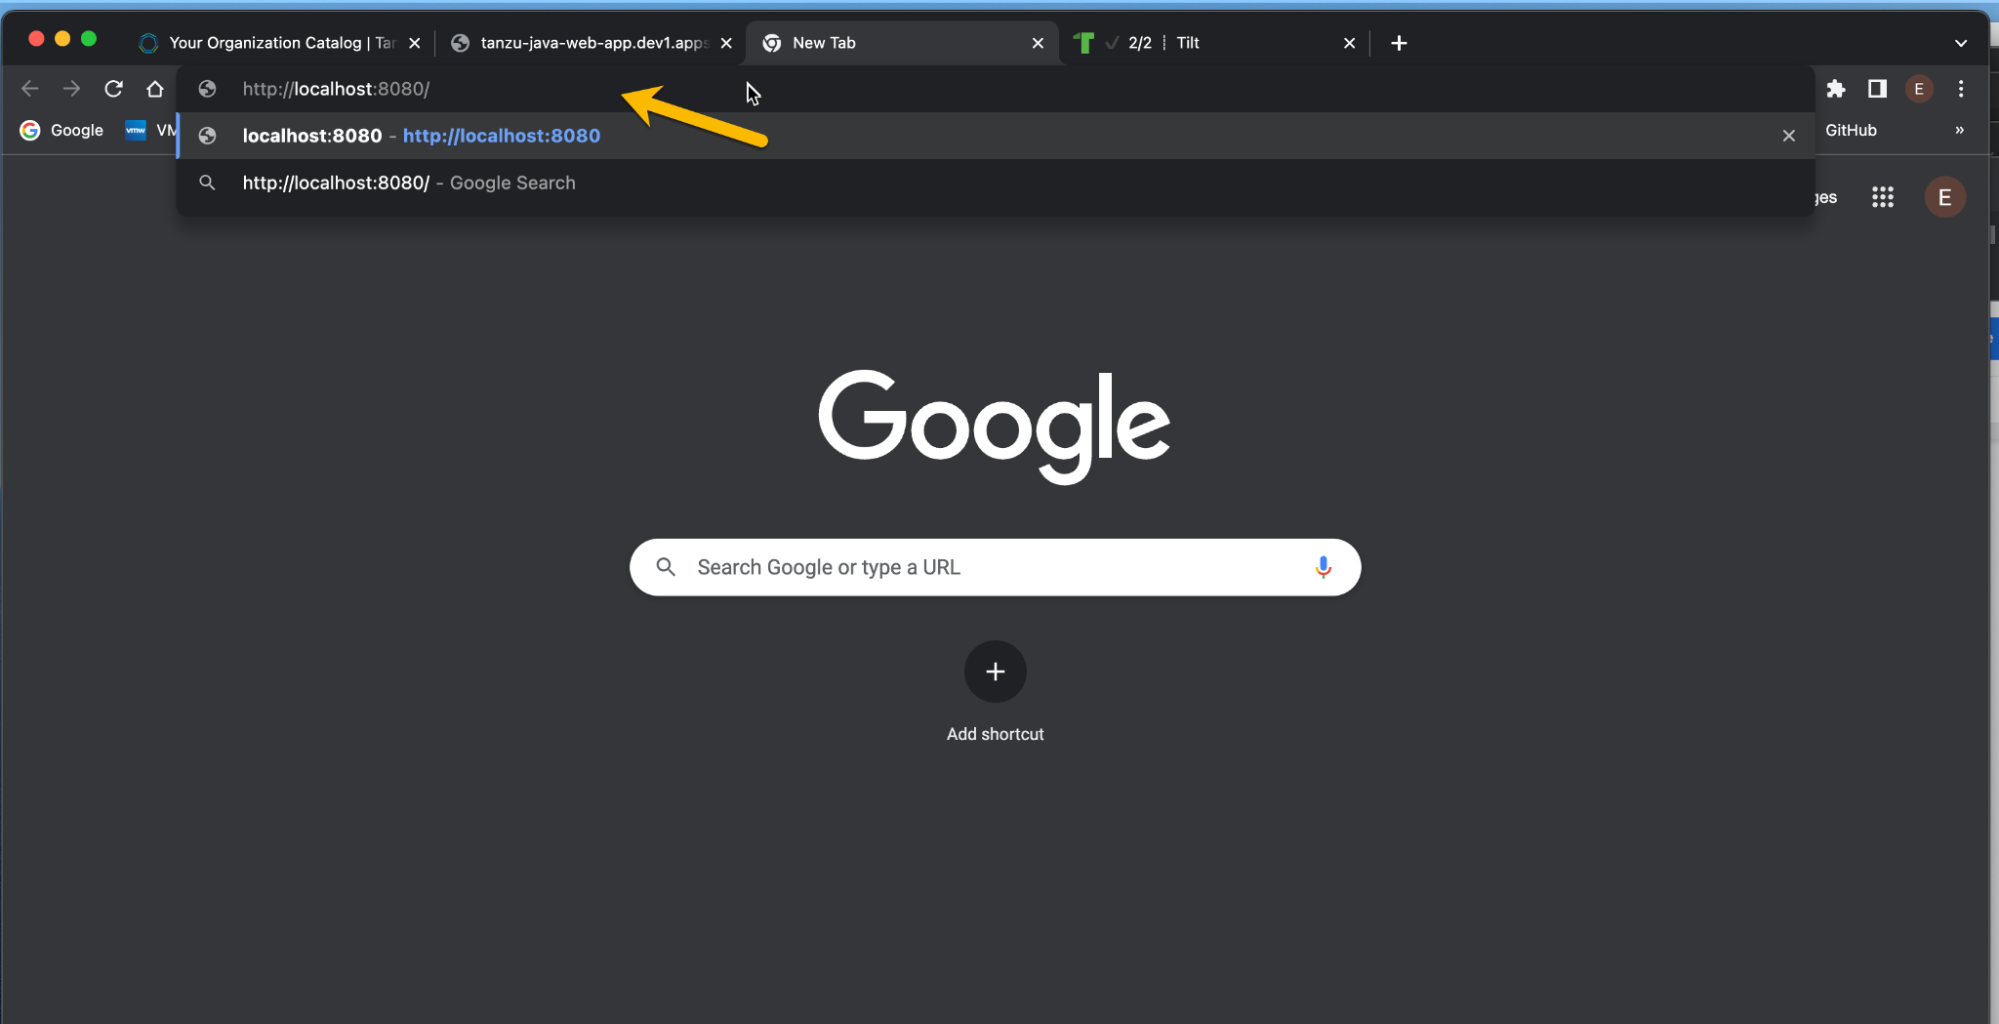 Your Organization Catalog | Tan
tanzu-java-web-app.dev1.apps
New Tab
2/2 ⋮ Tilt
http://localhost:8080/
E
Google
vmw VM
localhost:8080 - http://localhost:8080
GitHub
»
http://localhost:8080/ - Google Search
ges
E
Google
Search Google or type a URL
Add shortcut